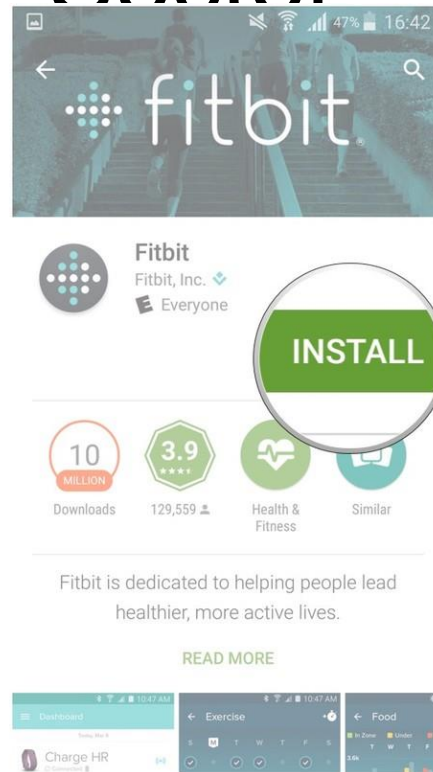 47% 16:42
fitbit
Fitbit
Fitbit, Inc.
E Everyone
INSTALL
10
MILLION
3.9
Downloads
129,559
Health &
Fitness
Similar
Fitbit is dedicated to helping people lead
healthier, more active lives.
READ MORE
10:47 AM
Dashboard
Charge HR
10:47 AM
Exercise
S M T W T F S
Food
In Zone
Under
T W T F